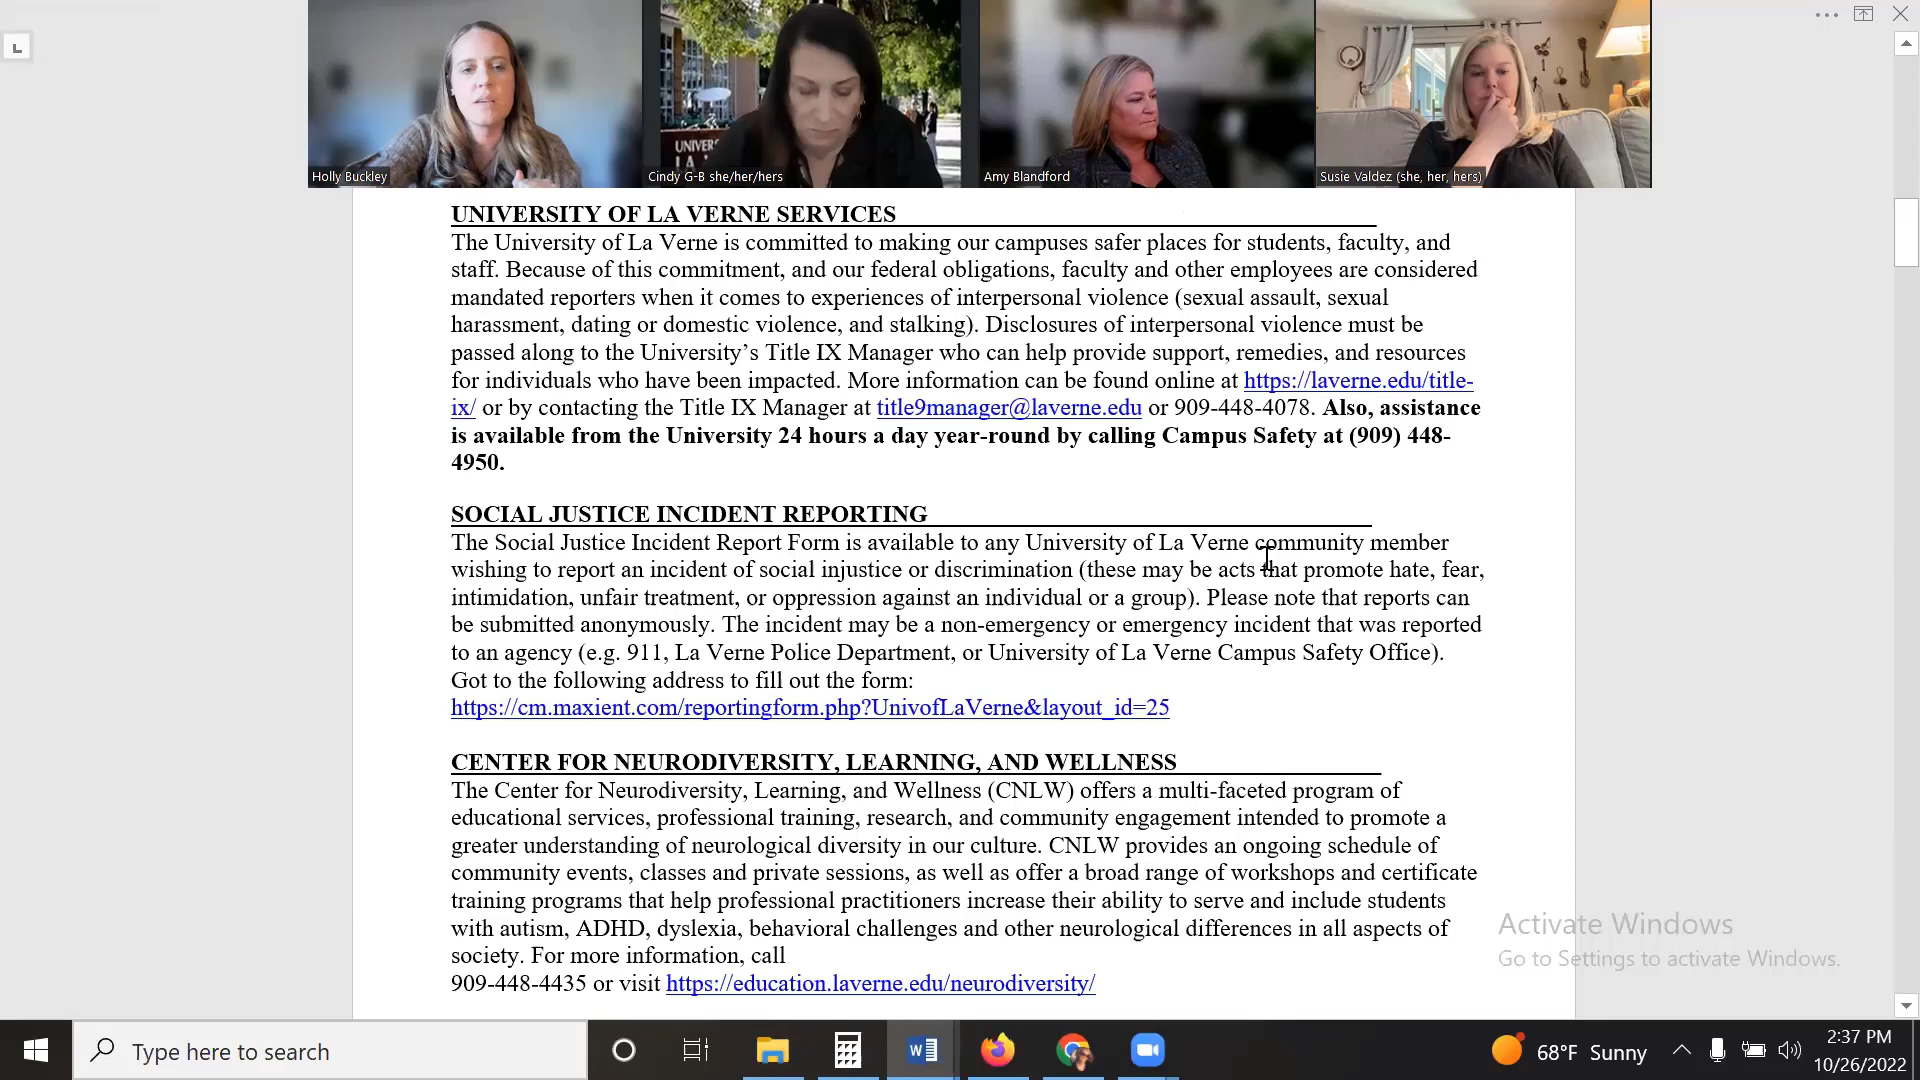 Holly Buckley
Cindy G-B she/her/hers
Amy Blandford
Susie Valdez (she, her, hers)
UNIVERSITY OF LA VERNE SERVICES
The University of La Verne is committed to making our campuses safer places for students, faculty, and
staff. Because of this commitment, and our federal obligations, faculty and other employees are considered
mandated reporters when it comes to experiences of interpersonal violence (sexual assault, sexual
harassment, dating or domestic violence, and stalking). Disclosures of interpersonal violence must be
passed along to the University’s Title IX Manager who can help provide support, remedies, and resources
for individuals who have been impacted. More information can be found online at https://laverne.edu/title-
ix/ or by contacting the Title IX Manager at title9manager@laverne.edu or 909-448-4078. Also, assistance
is available from the University 24 hours a day year-round by calling Campus Safety at (909) 448-
4950.
SOCIAL JUSTICE INCIDENT REPORTING
The Social Justice Incident Report Form is available to any University of La Verne community member
wishing to report an incident of social injustice or discrimination (these may be acts that promote hate, fear,
intimidation, unfair treatment, or oppression against an individual or a group). Please note that reports can
be submitted anonymously. The incident may be a non-emergency or emergency incident that was reported
to an agency (e.g. 911, La Verne Police Department, or University of La Verne Campus Safety Office).
Got to the following address to fill out the form:
https://cm.maxient.com/reportingform.php?UnivofLaVerne&layout_id=25
CENTER FOR NEURODIVERSITY, LEARNING, AND WELLNESS
The Center for Neurodiversity, Learning, and Wellness (CNLW) offers a multi-faceted program of
educational services, professional training, research, and community engagement intended to promote a
greater understanding of neurological diversity in our culture. CNLW provides an ongoing schedule of
community events, classes and private sessions, as well as offer a broad range of workshops and certificate
training programs that help professional practitioners increase their ability to serve and include students
with autism, ADHD, dyslexia, behavioral challenges and other neurological differences in all aspects of
society. For more information, call
909-448-4435 or visit https://education.laverne.edu/neurodiversity/
Activate Windows
Go to Settings to activate Windows.
Type here to search
68°F Sunny
2:37 PM
10/26/2022